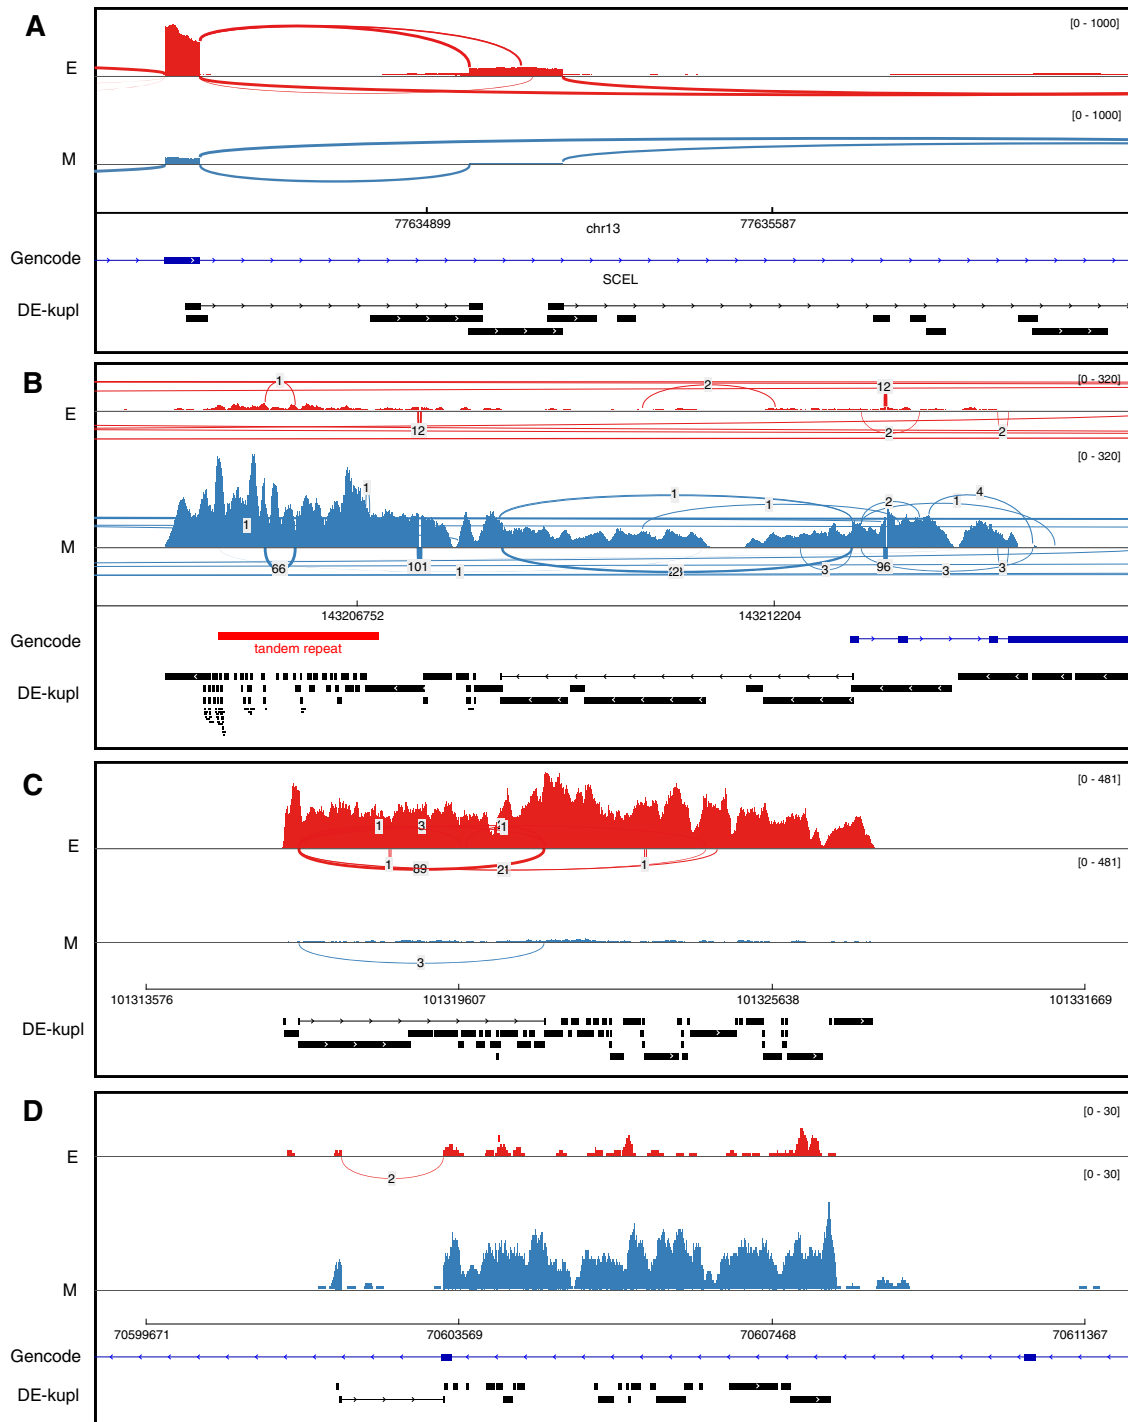 A
[0 - 1000]
E
[0 - 1000]
M
77634899
77635587
chr13
Gencode
SCEL
DE-kupl
B
[0 - 320]
1
2
12
E
12
2
2
[0 - 320]
1
1
1
1
2
1
4
M
66
101
1
3
96
3
3
143206752
143212204
Gencode
tandem repeat
DE-kupl
C
[0 - 481]
1
3
E
1
89
21
1
[0 - 481]
M
3
101313576
101319607
101325638
101331669
DE-kupl
D
[0 - 30]
E
2
[0 - 30]
M
70599671
70603569
70607468
70611367
Gencode
DE-kupl